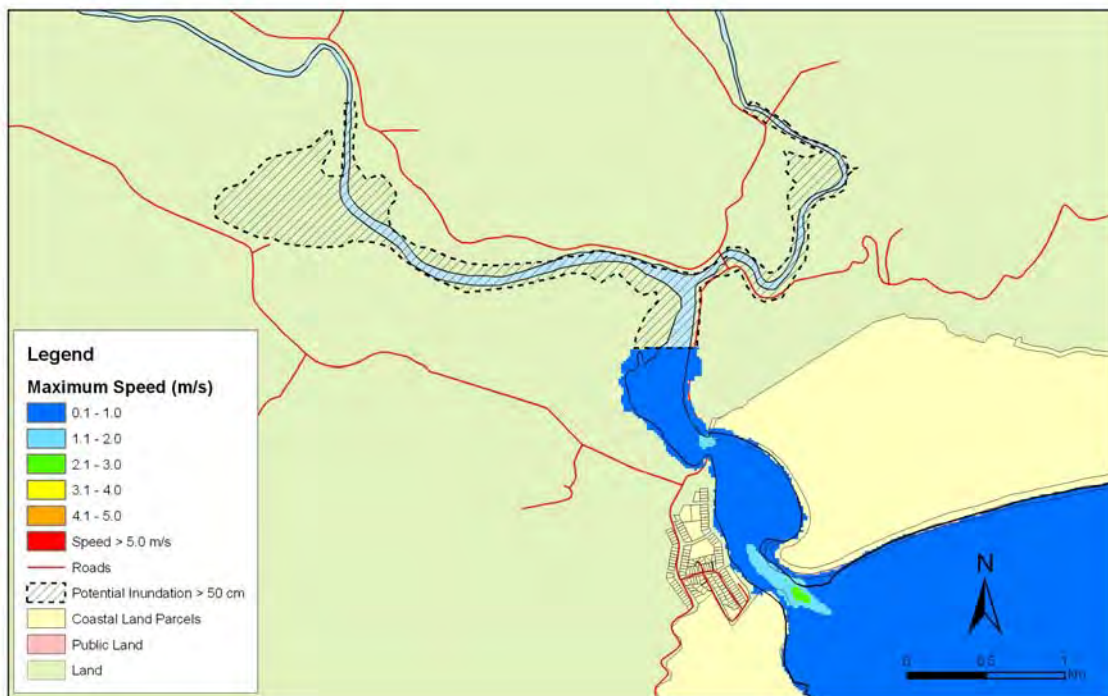 Legend
Maximum Speed (m/s)
0.1 - 1.0
1.1 - 2.0
2.1 - 3.0
3.1 - 4.0
4.1 - 5.0
Speed > 5.0 m/s
Roads
Potential Inundation > 50 cm
Coastal Land Parcels
Public Land
Land
N
0 0.5 1
km